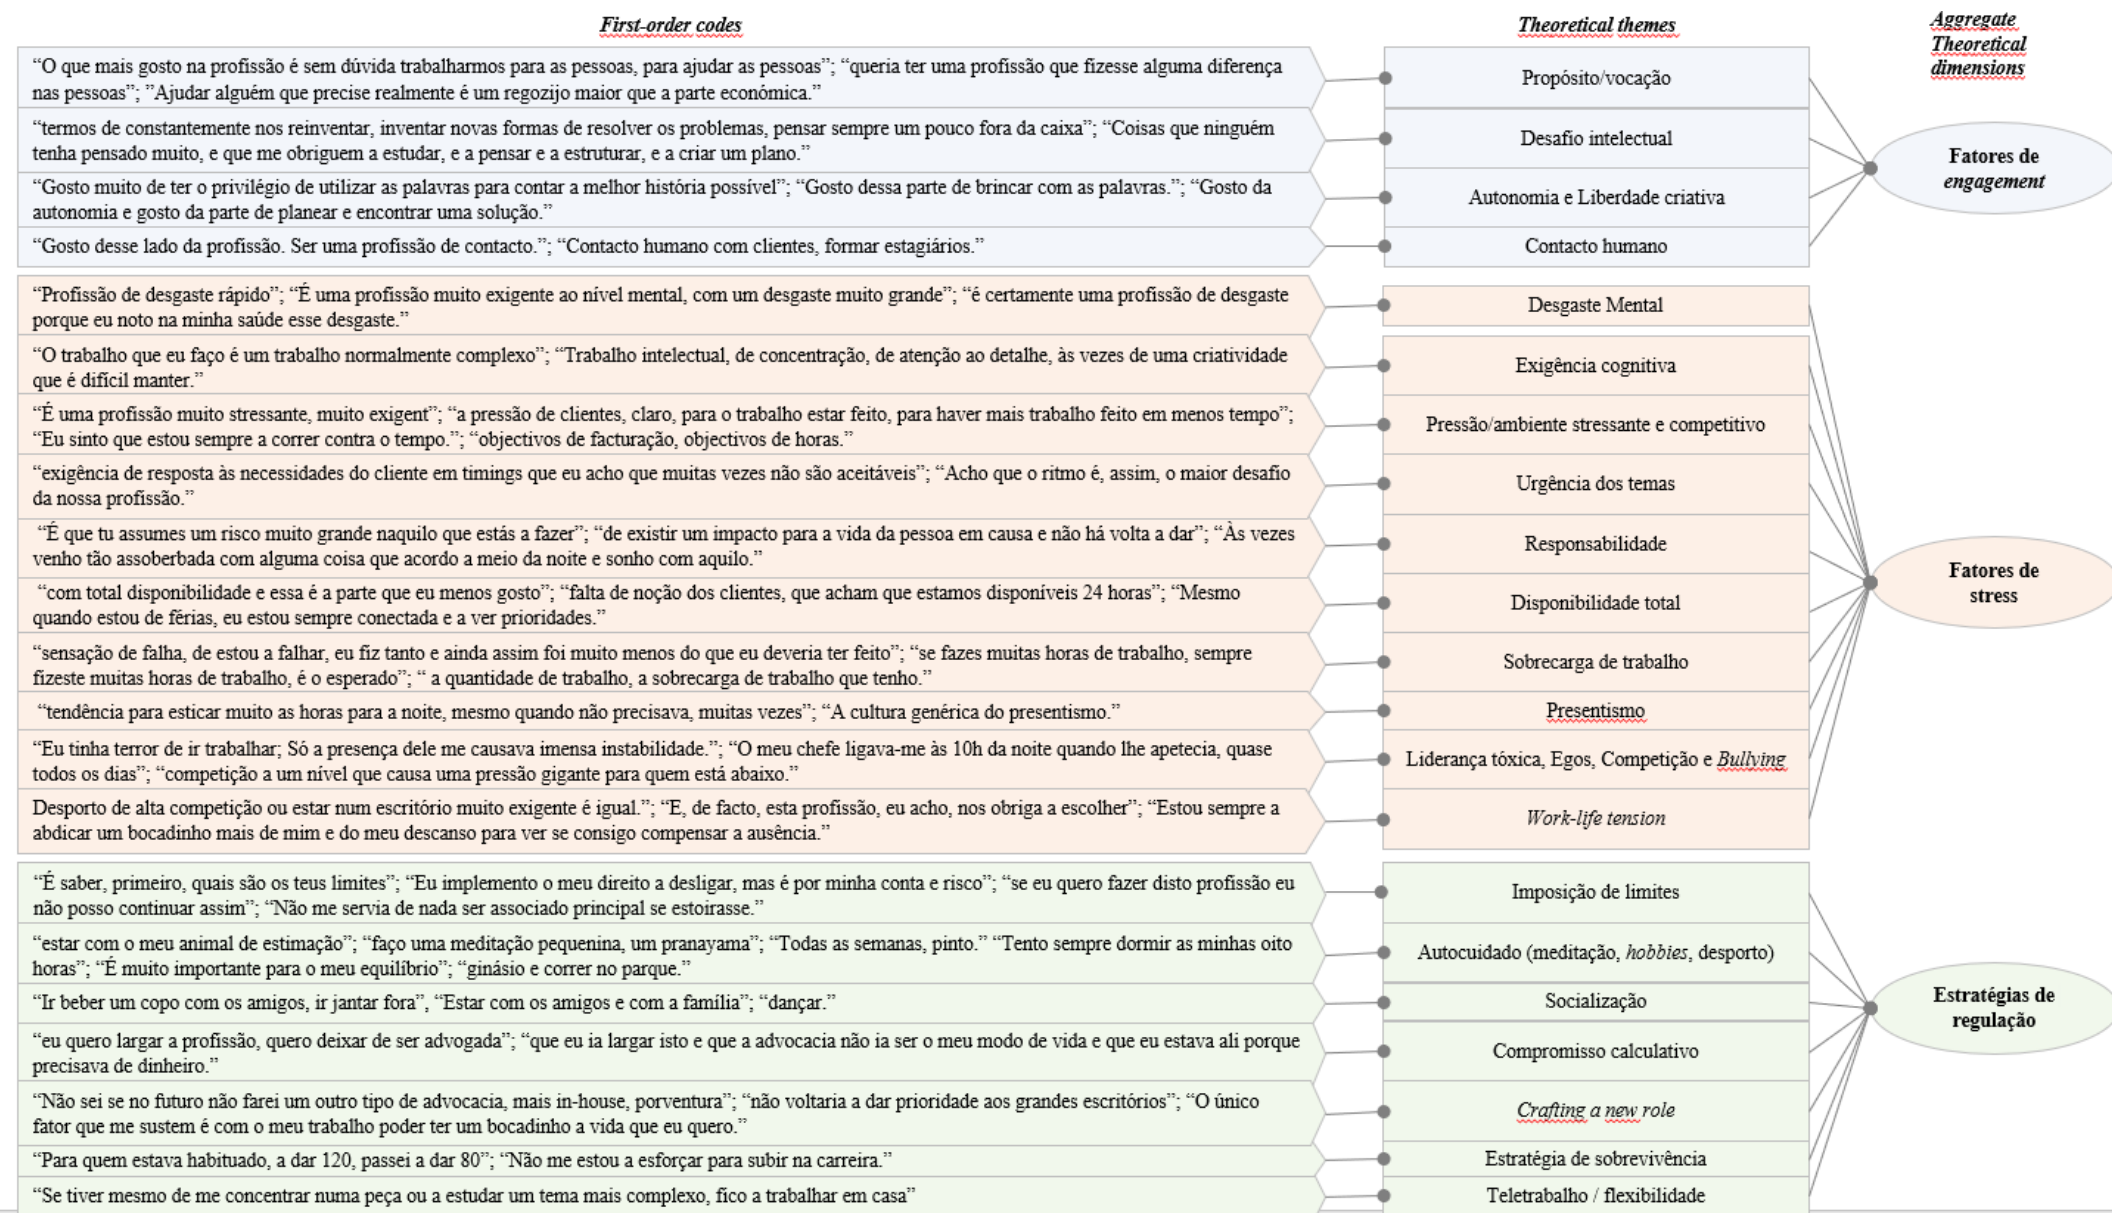 First-order codes
Theoretical themes
Aggregate
Theoretical
dimensions
“O que mais gosto na profissão é sem dúvida trabalharmos para as pessoas, para ajudar as pessoas”; “queria ter uma profissão que fizesse alguma diferença
nas pessoas”; ”Ajudar alguém que precise realmente é um regozijo maior que a parte económica.”
Propósito/vocação
“termos de constantemente nos reinventar, inventar novas formas de resolver os problemas, pensar sempre um pouco fora da caixa”; “Coisas que ninguém
tenha pensado muito, e que me obriguem a estudar, e a pensar e a estruturar, e a criar um plano.”
Desafio intelectual
“Gosto muito de ter o privilégio de utilizar as palavras para contar a melhor história possível”; “Gosto dessa parte de brincar com as palavras.”; “Gosto da
autonomia e gosto da parte de planear e encontrar uma solução.”
Autonomia e Liberdade criativa
“Gosto desse lado da profissão. Ser uma profissão de contacto.”; “Contacto humano com clientes, formar estagiários.”
Contacto humano
Fatores de
engagement
“Profissão de desgaste rápido”; “É uma profissão muito exigente ao nível mental, com um desgaste muito grande”; “é certamente uma profissão de desgaste
porque eu noto na minha saúde esse desgaste.”
Desgaste Mental
“O trabalho que eu faço é um trabalho normalmente complexo”; “Trabalho intelectual, de concentração, de atenção ao detalhe, às vezes de uma criatividade
que é difícil manter.”
Exigência cognitiva
“É uma profissão muito stressante, muito exigent”; “a pressão de clientes, claro, para o trabalho estar feito, para haver mais trabalho feito em menos tempo”;
“Eu sinto que estou sempre a correr contra o tempo.”; “objectivos de facturação, objectivos de horas.”
Pressão/ambiente stressante e competitivo
“exigência de resposta às necessidades do cliente em timings que eu acho que muitas vezes não são aceitáveis”; “Acho que o ritmo é, assim, o maior desafio
da nossa profissão.”
Urgência dos temas
“É que tu assumes um risco muito grande naquilo que estás a fazer”; “de existir um impacto para a vida da pessoa em causa e não há volta a dar”; “Às vezes
venho tão assoberbada com alguma coisa que acordo a meio da noite e sonho com aquilo.”
Responsabilidade
“com total disponibilidade e essa é a parte que eu menos gosto”; “falta de noção dos clientes, que acham que estamos disponíveis 24 horas”; “Mesmo
quando estou de férias, eu estou sempre conectada e a ver prioridades.”
Disponibilidade total
“sensação de falha, de estou a falhar, eu fiz tanto e ainda assim foi muito menos do que eu deveria ter feito”; “se fazes muitas horas de trabalho, sempre
fizeste muitas horas de trabalho, é o esperado”; “ a quantidade de trabalho, a sobrecarga de trabalho que tenho.”
Sobrecarga de trabalho
“tendência para esticar muito as horas para a noite, mesmo quando não precisava, muitas vezes”; “A cultura genérica do presentismo.”
Presentismo
“Eu tinha terror de ir trabalhar; Só a presença dele me causava imensa instabilidade.”; “O meu chefe ligava-me às 10h da noite quando lhe apetecia, quase
todos os dias”; “competição a um nível que causa uma pressão gigante para quem está abaixo.”
Liderança tóxica, Egos, Competição e Bullying
Desporto de alta competição ou estar num escritório muito exigente é igual.”; “E, de facto, esta profissão, eu acho, nos obriga a escolher”; “Estou sempre a
abdicar um bocadinho mais de mim e do meu descanso para ver se consigo compensar a ausência.”
Work-life tension
Fatores de
stress
“É saber, primeiro, quais são os teus limites”; “Eu implemento o meu direito a desligar, mas é por minha conta e risco”; “se eu quero fazer disto profissão eu
não posso continuar assim”; “Não me servia de nada ser associado principal se estoirasse.”
Imposição de limites
“estar com o meu animal de estimação”; “faço uma meditação pequenina, um pranayama”; “Todas as semanas, pinto.” “Tento sempre dormir as minhas oito
horas”; “É muito importante para o meu equilíbrio”; “ginásio e correr no parque.”
Autocuidado (meditação, hobbies, desporto)
“Ir beber um copo com os amigos, ir jantar fora”, “Estar com os amigos e com a família”; “dançar.”
Socialização
“eu quero largar a profissão, quero deixar de ser advogada”; “que eu ia largar isto e que a advocacia não ia ser o meu modo de vida e que eu estava ali porque
precisava de dinheiro.”
Compromisso calculativo
“Não sei se no futuro não farei um outro tipo de advocacia, mais in-house, porventura”; “não voltaria a dar prioridade aos grandes escritórios”; “O único
fator que me sustem é com o meu trabalho poder ter um bocadinho a vida que eu quero.”
Crafting a new role
“Para quem estava habituado, a dar 120, passei a dar 80”; “Não me estou a esforçar para subir na carreira.”
Estratégia de sobrevivência
“Se tiver mesmo de me concentrar numa peça ou a estudar um tema mais complexo, fico a trabalhar em casa”
Teletrabalho / flexibilidade
Estratégias de
regulação